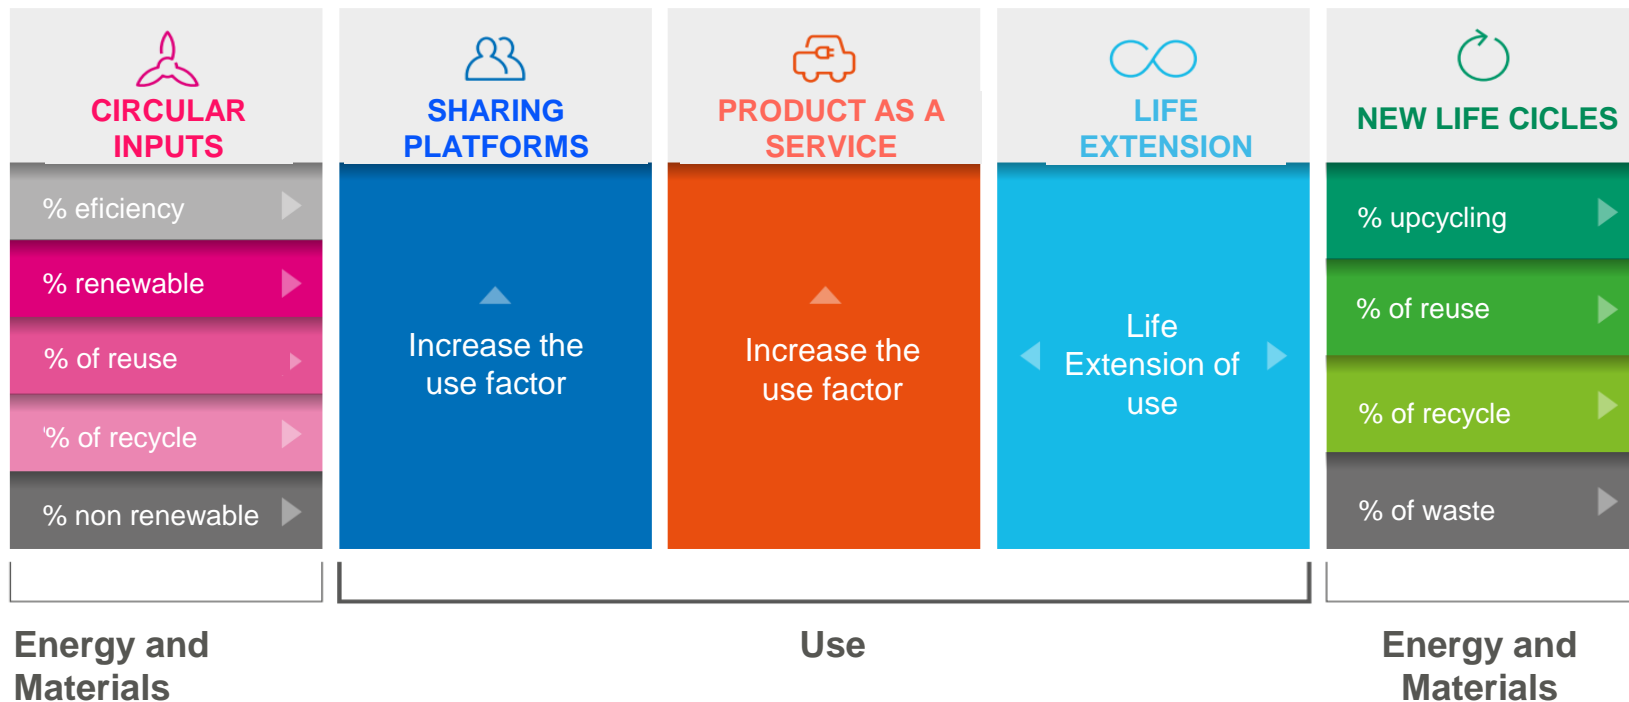 CIRCULAR
INPUTS
% eficiency
% renewable
% of reuse
'% of recycle
% non renewable
SHARING
PLATFORMS
Increase the
use factor
PRODUCT AS A
SERVICE
Increase the
use factor
LIFE
EXTENSION
Life
Extension of
use
NEW LIFE CICLES
% upcycling
% of reuse
% of recycle
% of waste
Energy and
Materials
Use
Energy and
Materials